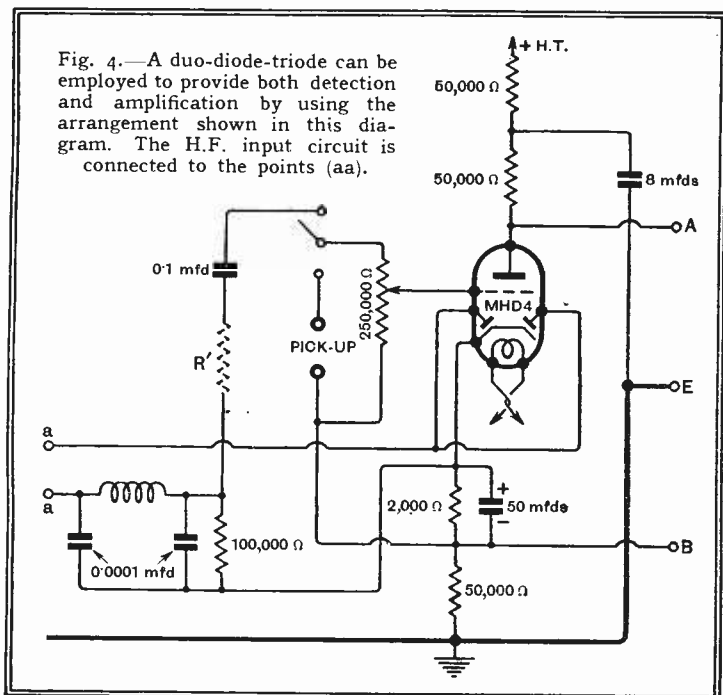 Fig. 4.—A duo-diode-triode can be
employed to provide both detection
and amplification by using the
arrangement shown in this dia-
gram. The H.F. input circuit is
connected to the points (aa).
+ H.T.
50,000 Ω
50,000 Ω
8 mfds
A
0·1 mfd
250,000 Ω
MHD4
PICK-UP
R'
E
a
a
2,000 Ω
+
50 mfds
−
100,000 Ω
B
0·0001 mfd
50,000 Ω